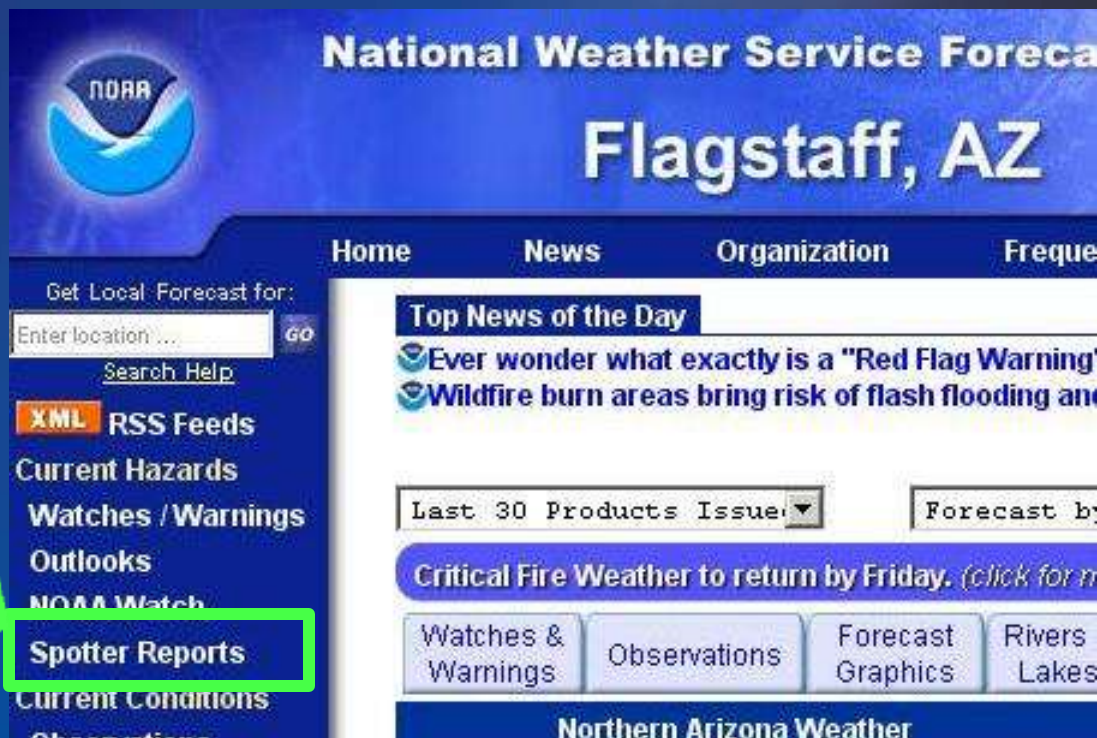 NOAA
National Weather Service Foreca
Flagstaff, AZ
Home News Organization Freque
Get Local Forecast for:
Enter location ...
GO
Search Help
XML RSS Feeds
Current Hazards
Watches / Warnings
Outlooks
NOAA Watch
Spotter Reports
Current Conditions
Observations
Top News of the Day
Ever wonder what exactly is a "Red Flag Warning"
Wildfire burn areas bring risk of flash flooding and
Last 30 Products Issue
Forecast by
Critical Fire Weather to return by Friday. (click for m
Watches &
Warnings
Observations
Forecast
Graphics
Rivers
Lakes
Northern Arizona Weather